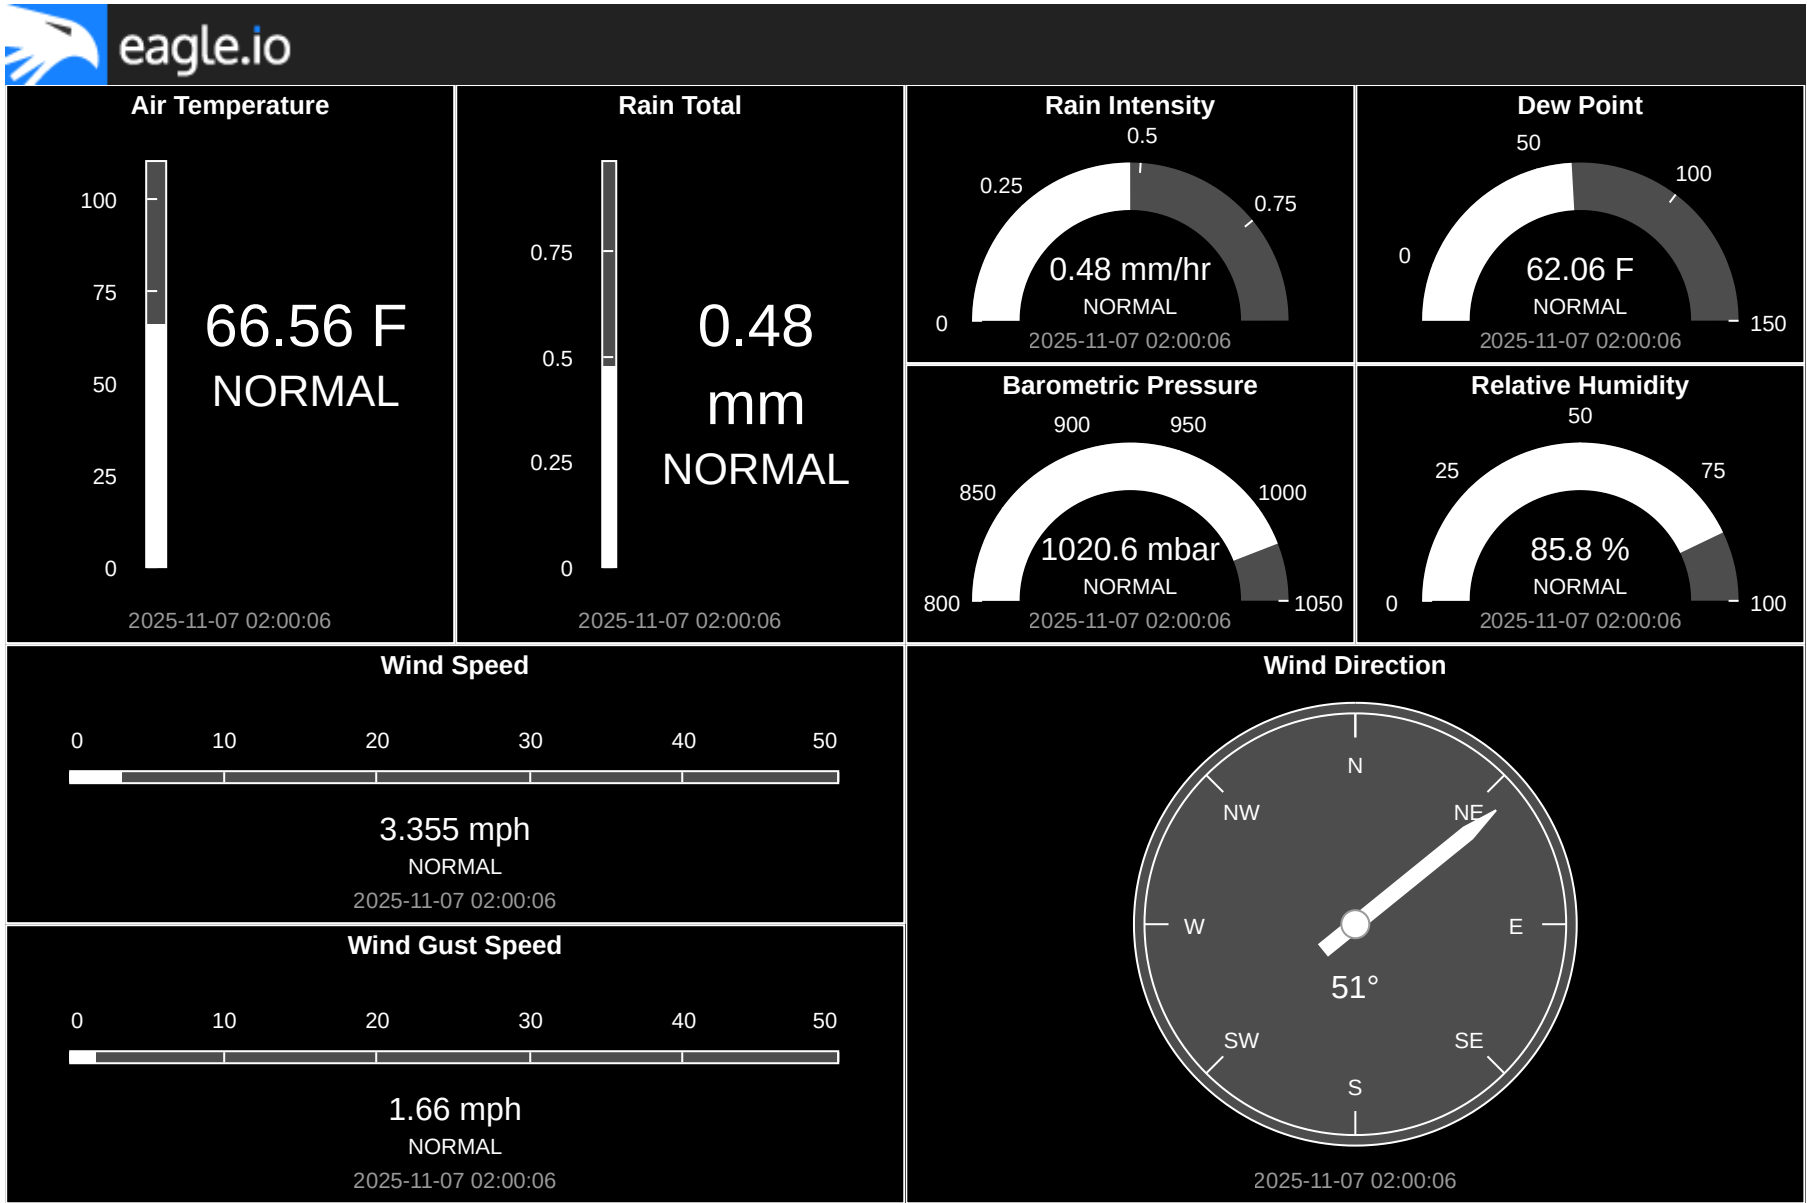 eagle.io
Air Temperature
100
75
50
25
0
66.56 F
NORMAL
2025-11-07 02:00:06
Rain Total
0.75
0.5
0.25
0
0.48
mm
NORMAL
2025-11-07 02:00:06
Rain Intensity
0
0.25
0.5
0.75
0.48 mm/hr
NORMAL
2025-11-07 02:00:06
Dew Point
0
50
100
150
62.06 F
NORMAL
2025-11-07 02:00:06
Barometric Pressure
800
850
900
950
1000
1050
1020.6 mbar
NORMAL
2025-11-07 02:00:06
Relative Humidity
0
25
50
75
100
85.8 %
NORMAL
2025-11-07 02:00:06
Wind Speed
0 10 20 30 40 50
3.355 mph
NORMAL
2025-11-07 02:00:06
Wind Gust Speed
0 10 20 30 40 50
1.66 mph
NORMAL
2025-11-07 02:00:06
Wind Direction
N
NW NE
W E
51°
SW SE
S
2025-11-07 02:00:06